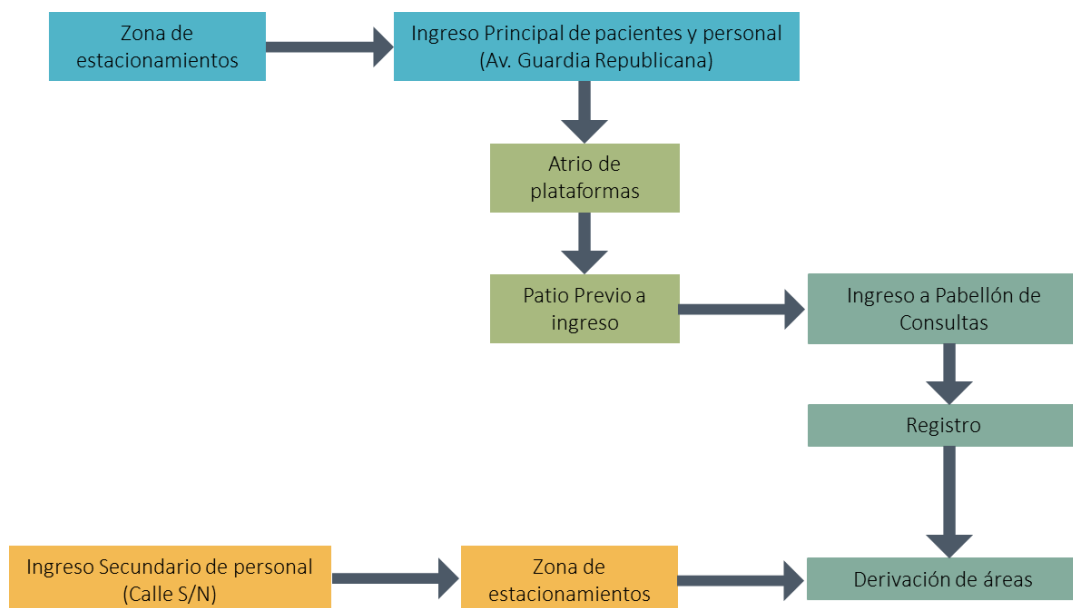 Zona de
estacionamientos
Ingreso Principal de pacientes y personal
(Av. Guardia Republicana)
Atrio de
plataformas
Patio Previo a
ingreso
Ingreso a Pabellón de
Consultas
Registro
Ingreso Secundario de personal
(Calle S/N)
Zona de
estacionamientos
Derivación de áreas